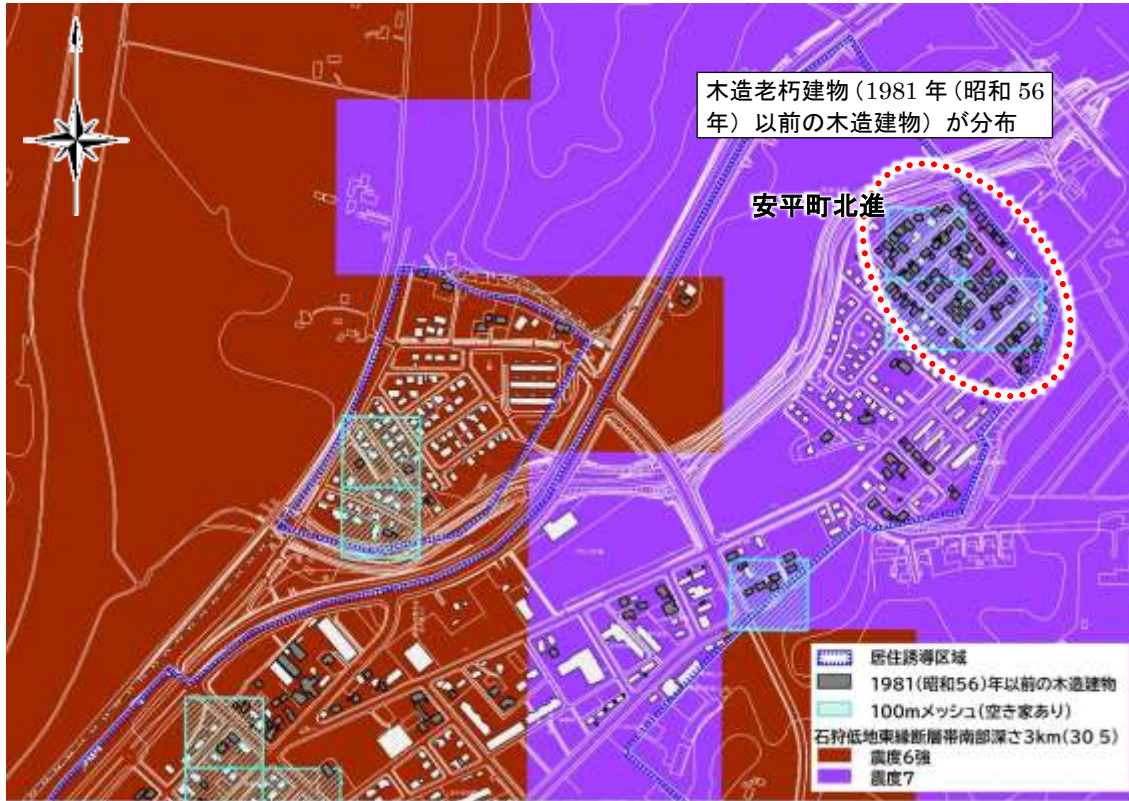 木造老朽建物（1981 年（昭和 56
年）以前の木造建物）が分布
安平町北進
居住誘導区域
1981(昭和56)年以前の木造建物
100mメッシュ(空き家あり)
石狩低地東縁断層帯南部深さ3km(30_5)
震度6強
震度7